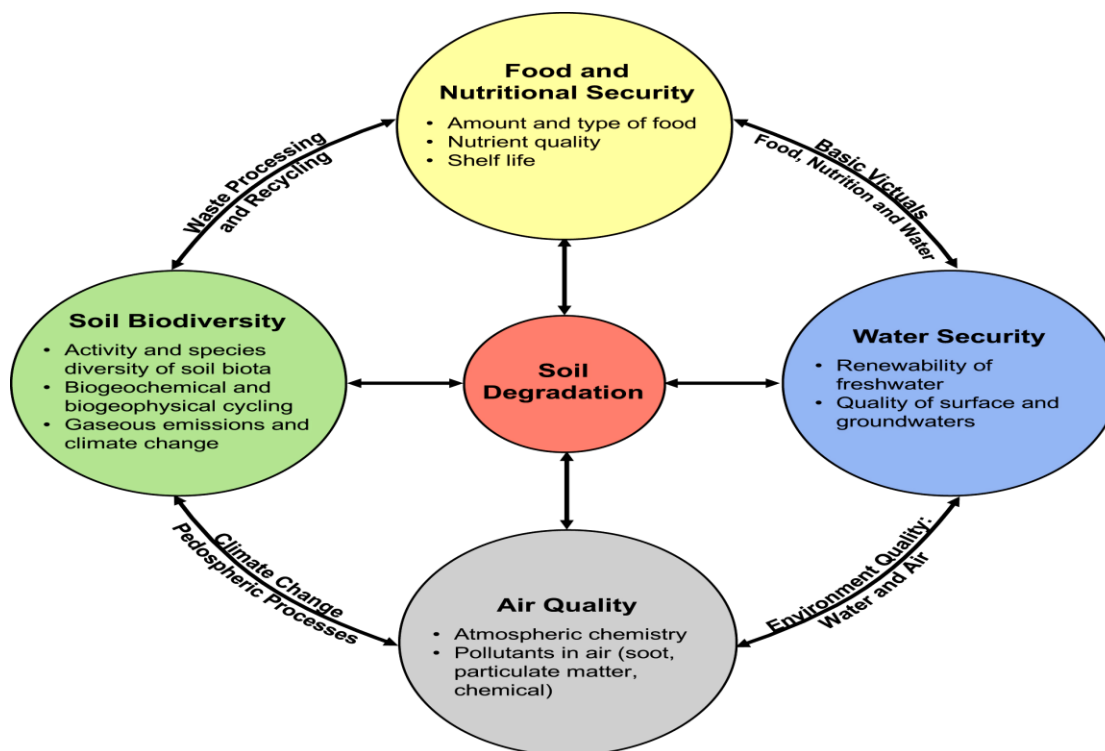 Food and
Nutritional Security
• Amount and type of food
• Nutrient quality
• Shelf life
Waste Processing
and Recycling
Basic Victuals
Food, Nutrition and Water
Soil Biodiversity
• Activity and species
diversity of soil biota
• Biogeochemical and
biogeophysical cycling
• Gaseous emissions and
climate change
Soil
Degradation
Water Security
• Renewability of
freshwater
• Quality of surface and
groundwaters
Climate Change
Pedospheric Processes
Environment Quality:
Water and Air
Air Quality
• Atmospheric chemistry
• Pollutants in air (soot,
particulate matter,
chemical)